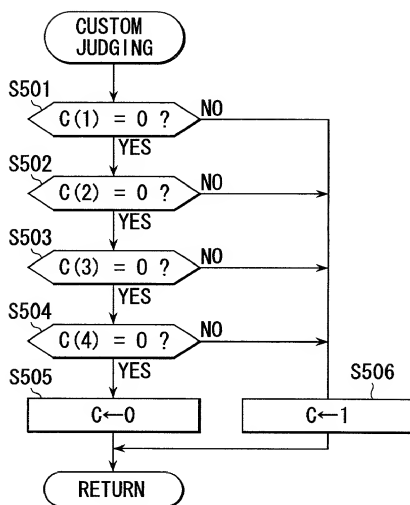 CUSTOM
JUDGING
S501
C(1) = 0 ?
NO
YES
S502
C(2) = 0 ?
NO
YES
S503
C(3) = 0 ?
NO
YES
S504
C(4) = 0 ?
NO
YES
S505
C←0
S506
C←1
RETURN